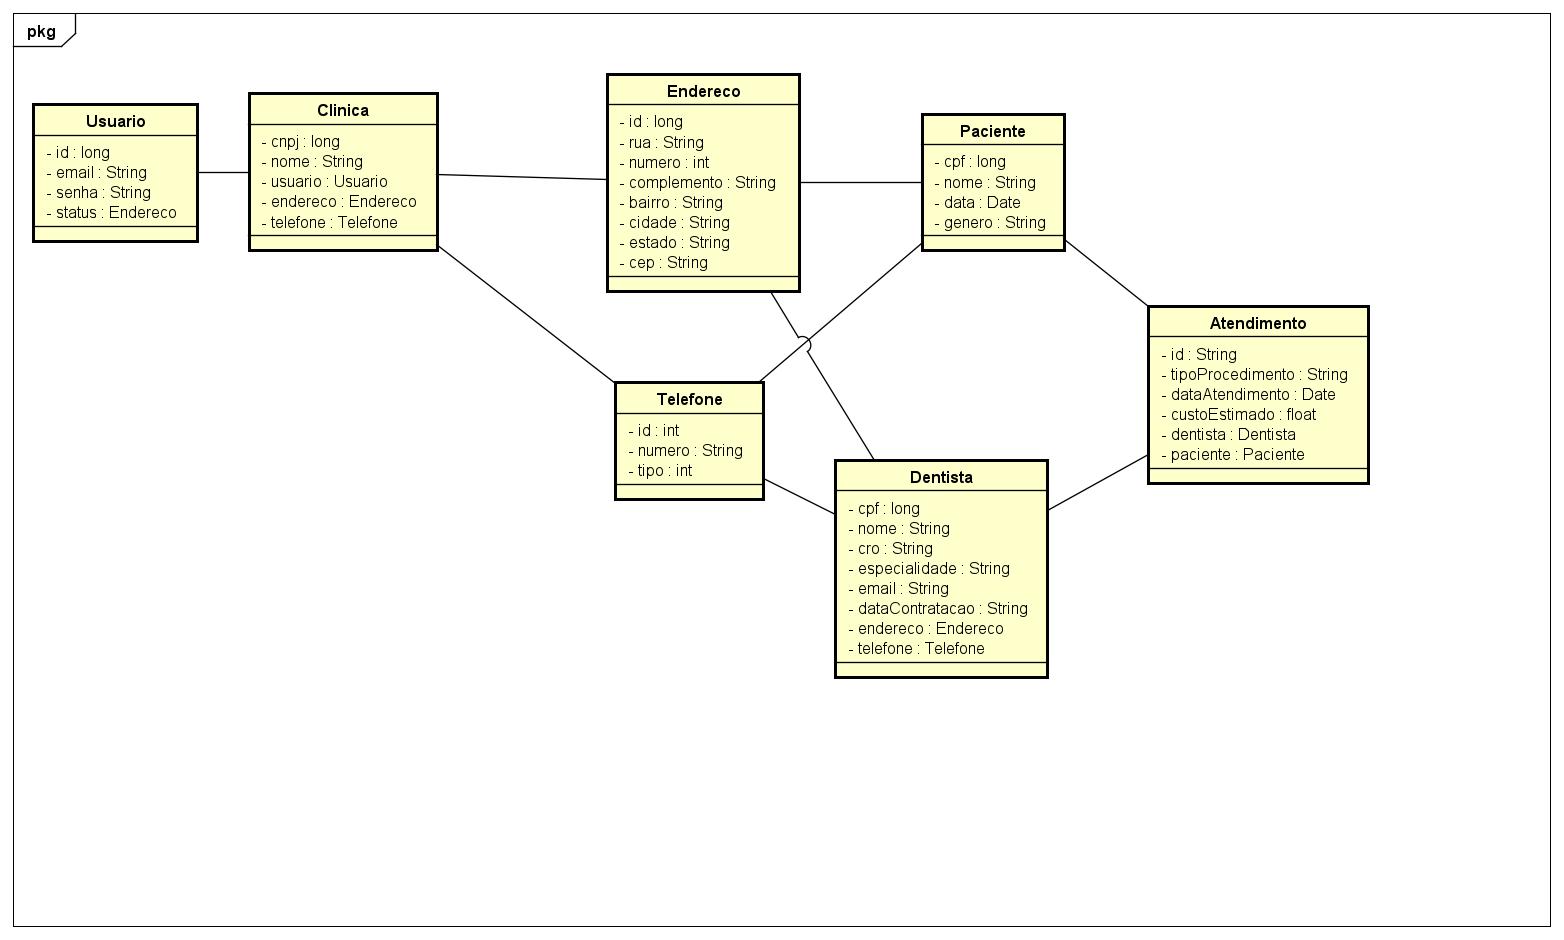 pkg
Usuario
- id : long
- email : String
- senha : String
- status : Endereco
Clinica
- cnpj : long
- nome : String
- usuario : Usuario
- endereco : Endereco
- telefone : Telefone
Endereco
- id : long
- rua : String
- numero : int
- complemento : String
- bairro : String
- cidade : String
- estado : String
- cep : String
Paciente
- cpf : long
- nome : String
- data : Date
- genero : String
Atendimento
- id : String
- tipoProcedimento : String
- dataAtendimento : Date
- custoEstimado : float
- dentista : Dentista
- paciente : Paciente
Telefone
- id : int
- numero : String
- tipo : int
Dentista
- cpf : long
- nome : String
- cro : String
- especialidade : String
- email : String
- dataContratacao : String
- endereco : Endereco
- telefone : Telefone